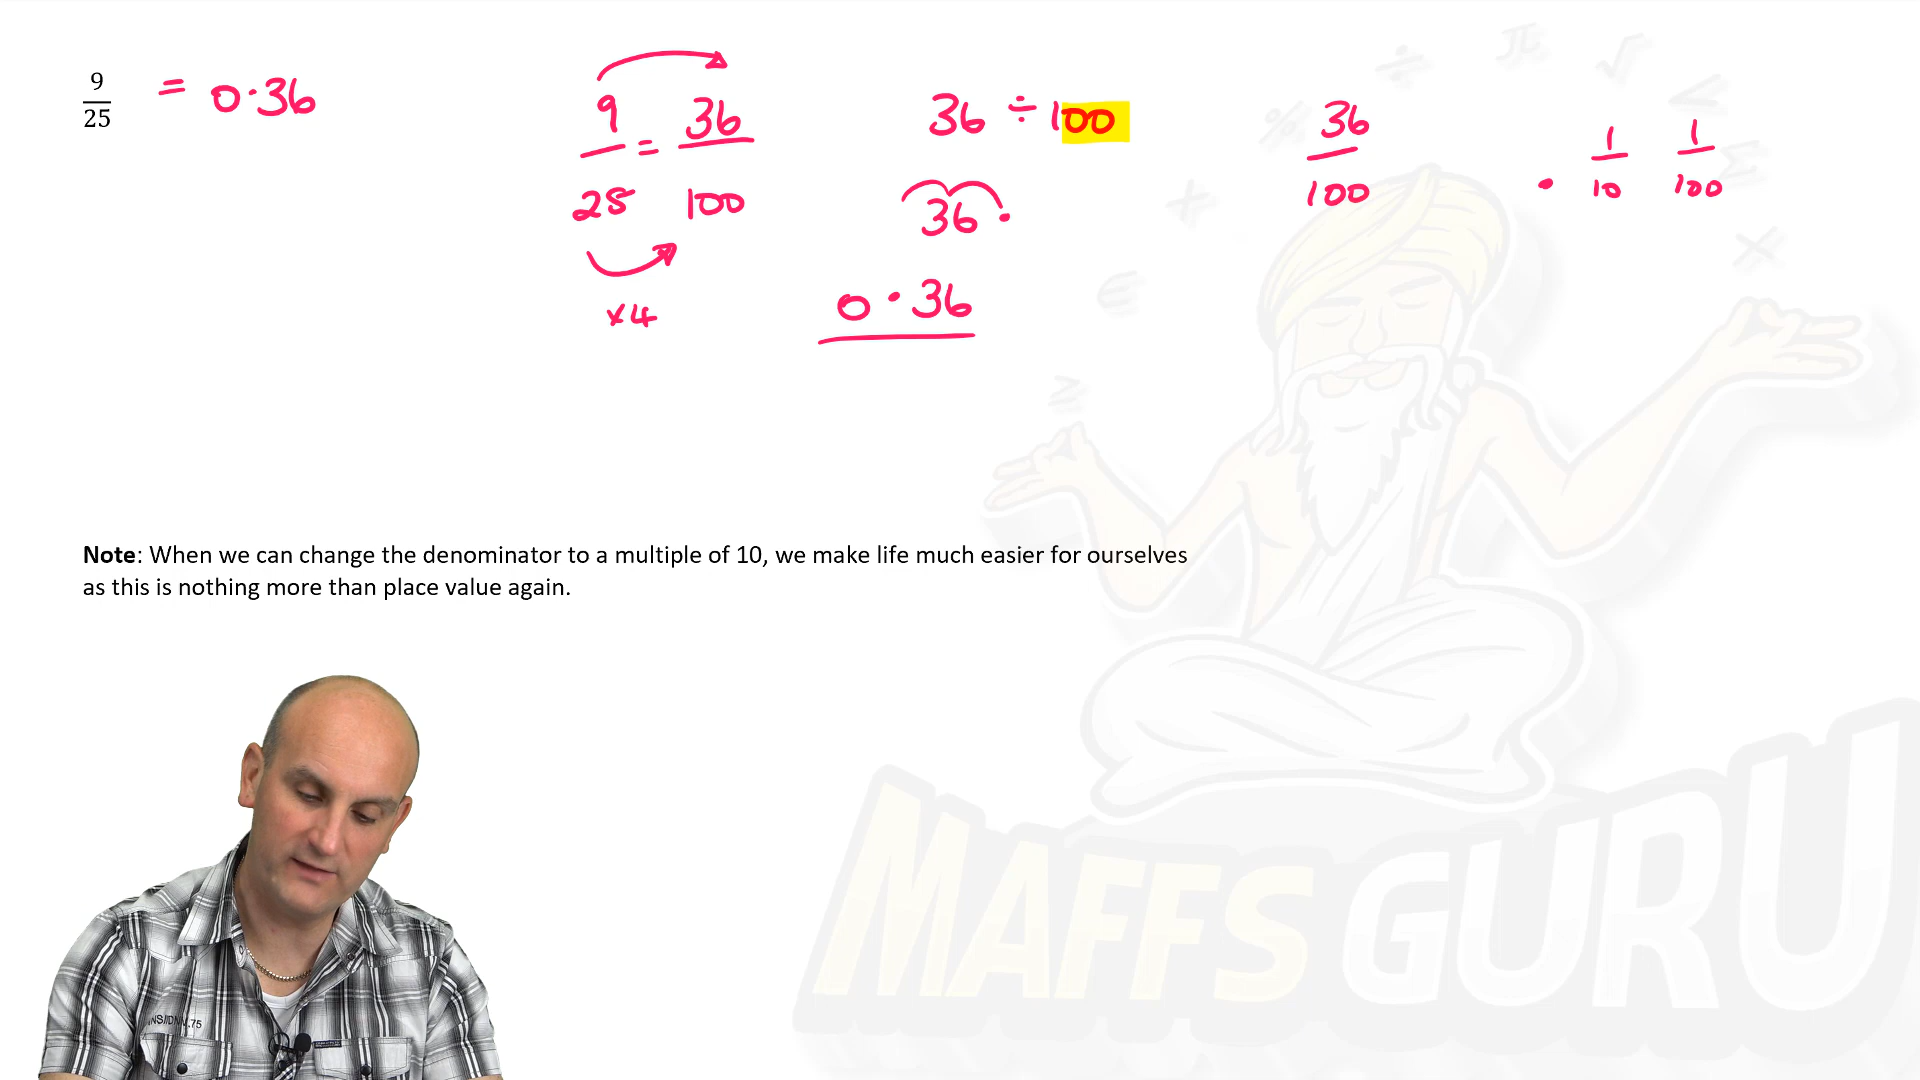 9/25 = 0·36
9/25 = 36/100
×4
36 ÷ 100
36.
0·36
36/100
. 1/10 1/100
Note: When we can change the denominator to a multiple of 10, we make life much easier for ourselves
as this is nothing more than place value again.
÷ π √ ≤
% + Σ ×
€ ≥
MAFFS GURU